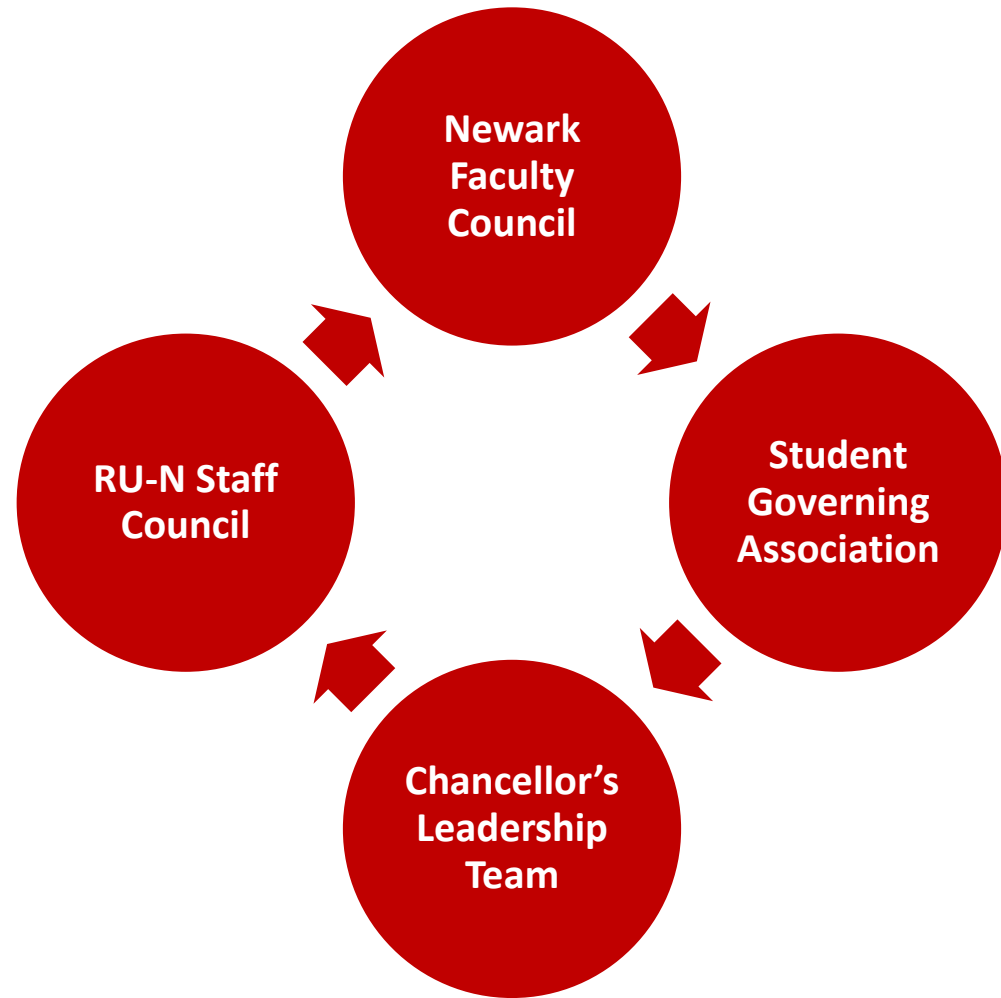 Newark
Faculty
Council
Student
Governing
Association
Chancellor’s
Leadership
Team
RU-N Staff
Council